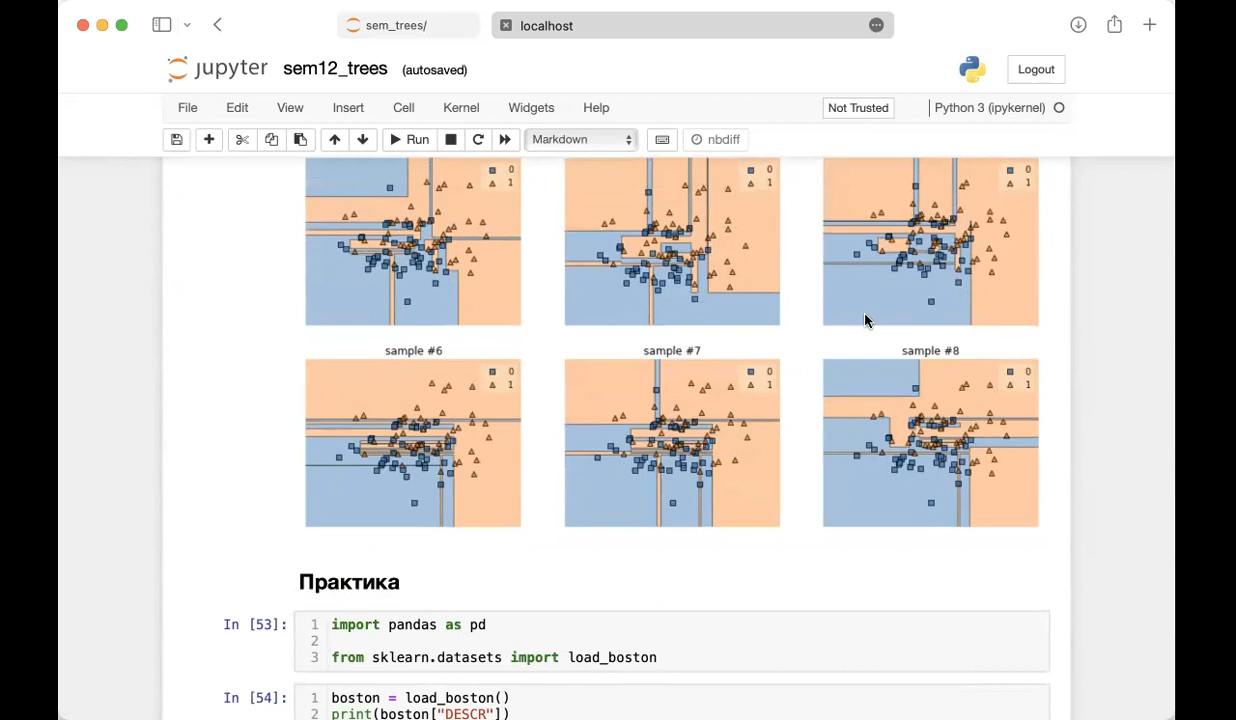 sem_trees/
localhost
jupyter sem12_trees (autosaved)
Logout
File Edit View Insert Cell Kernel Widgets Help
Not Trusted
Python 3 (ipykernel)
Run
Markdown
nbdiff
0
1
0
1
0
1
sample #6
sample #7
sample #8
0
1
0
1
0
1
Практика
In [53]:
1 import pandas as pd
2
3 from sklearn.datasets import load_boston
In [54]:
1 boston = load_boston()
2 print(boston["DESCR"])